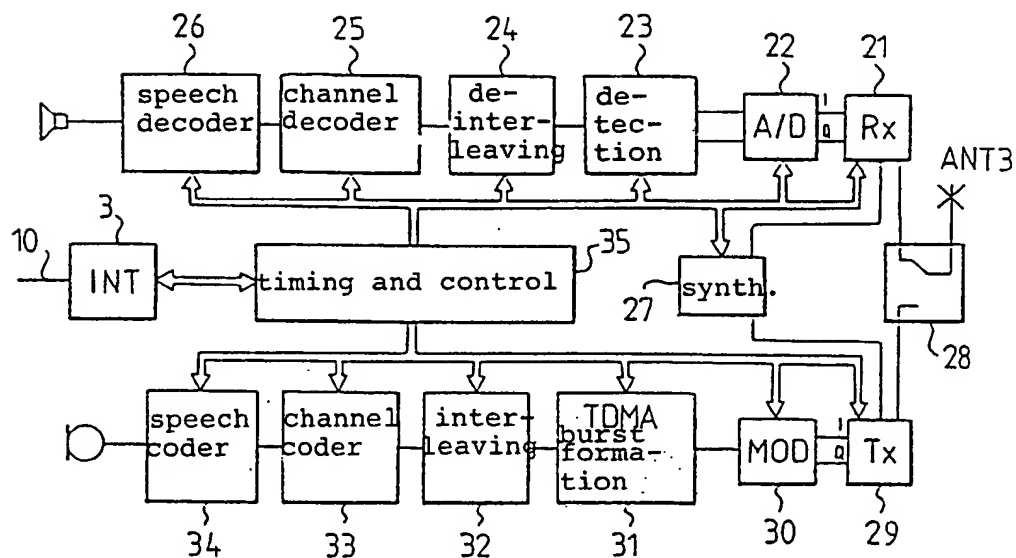 26
25
24
23
22
21
speech
decoder
channel
decoder
de-
inter-
leaving
de-
tec-
tion
A/D
I
Q
Rx
ANT3
3
10
INT
timing and control
35
synth.
27
28
speech
coder
channel
coder
inter-
leaving
TDMA
burst
forma-
tion
MOD
I
Q
Tx
34
33
32
31
30
29